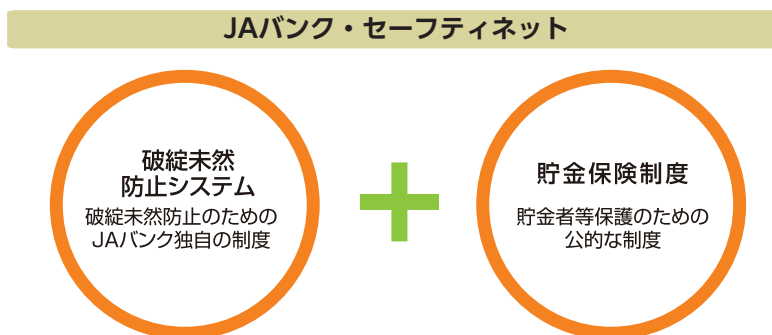 JAバンク・セーフティネット
破綻未然
防止システム
破綻未然防止のための
JAバンク独自の制度
貯金保険制度
貯金者等保護のための
公的な制度